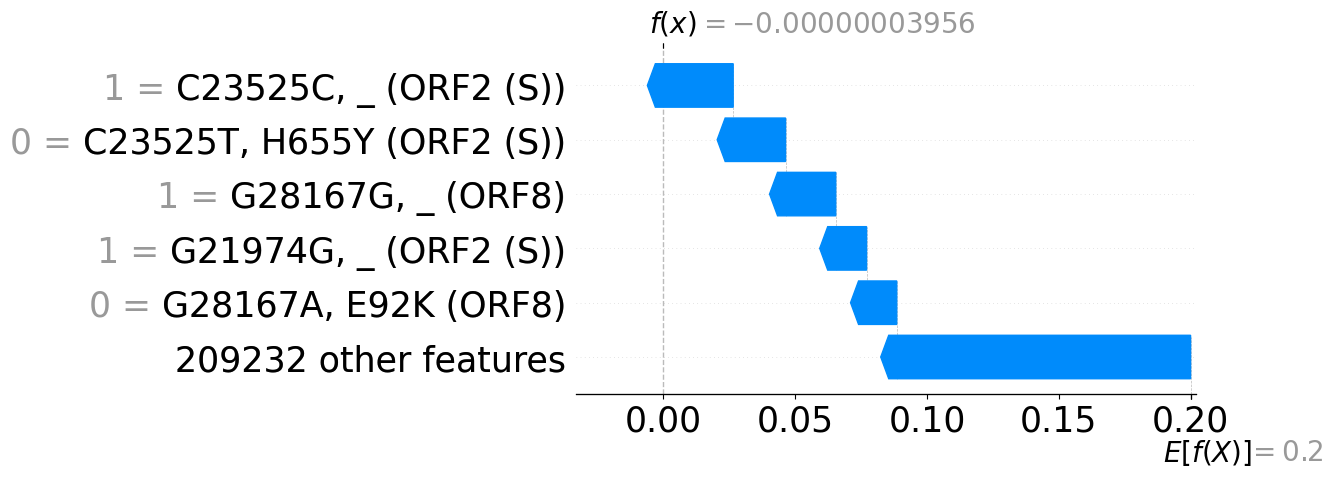 f(x) = −0.00000003956
1 = C23525C, _ (ORF2 (S))
0 = C23525T, H655Y (ORF2 (S))
1 = G28167G, _ (ORF8)
1 = G21974G, _ (ORF2 (S))
0 = G28167A, E92K (ORF8)
209232 other features
0.00 0.05 0.10 0.15 0.20
E[f(X)] = 0.2